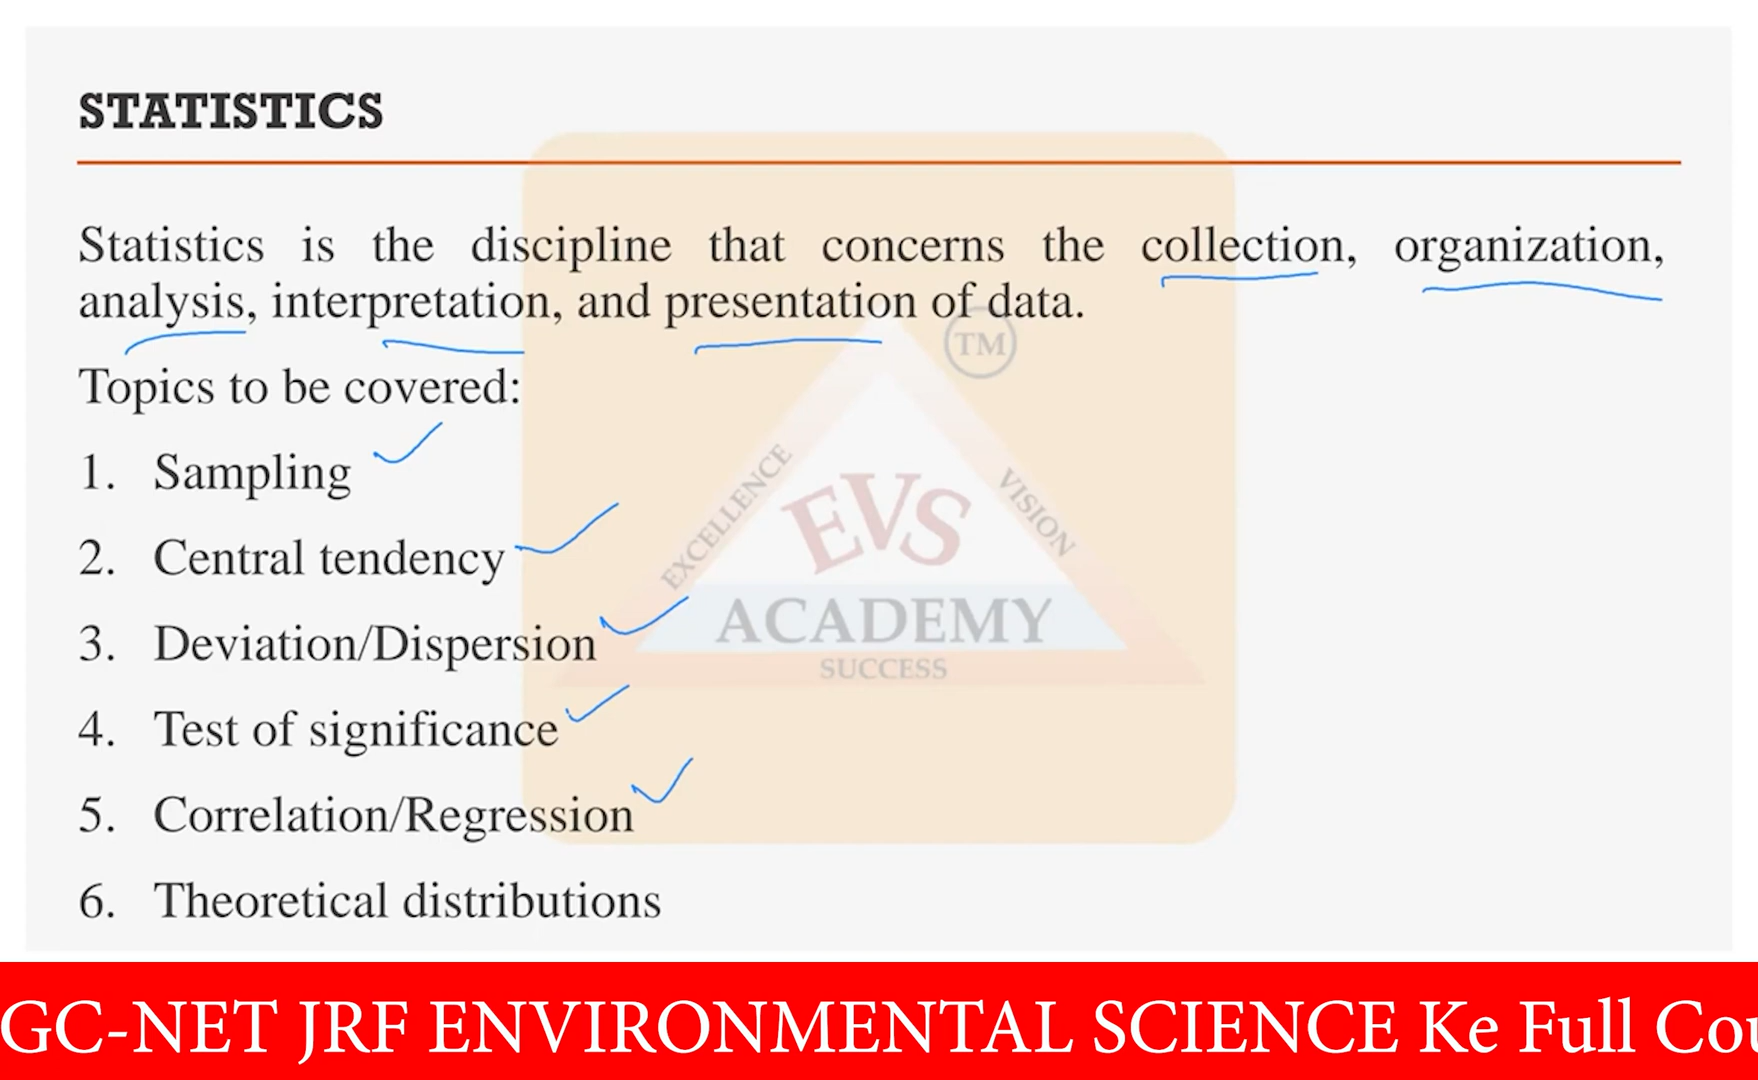 STATISTICS
Statistics is the discipline that concerns the collection, organization,
analysis, interpretation, and presentation of data.
Topics to be covered:
1. Sampling
2. Central tendency
3. Deviation/Dispersion
4. Test of significance
5. Correlation/Regression
6. Theoretical distributions
TM
EXCELLENCE
VISION
EVS
ACADEMY
SUCCESS
GC-NET JRF ENVIRONMENTAL SCIENCE Ke Full Cou